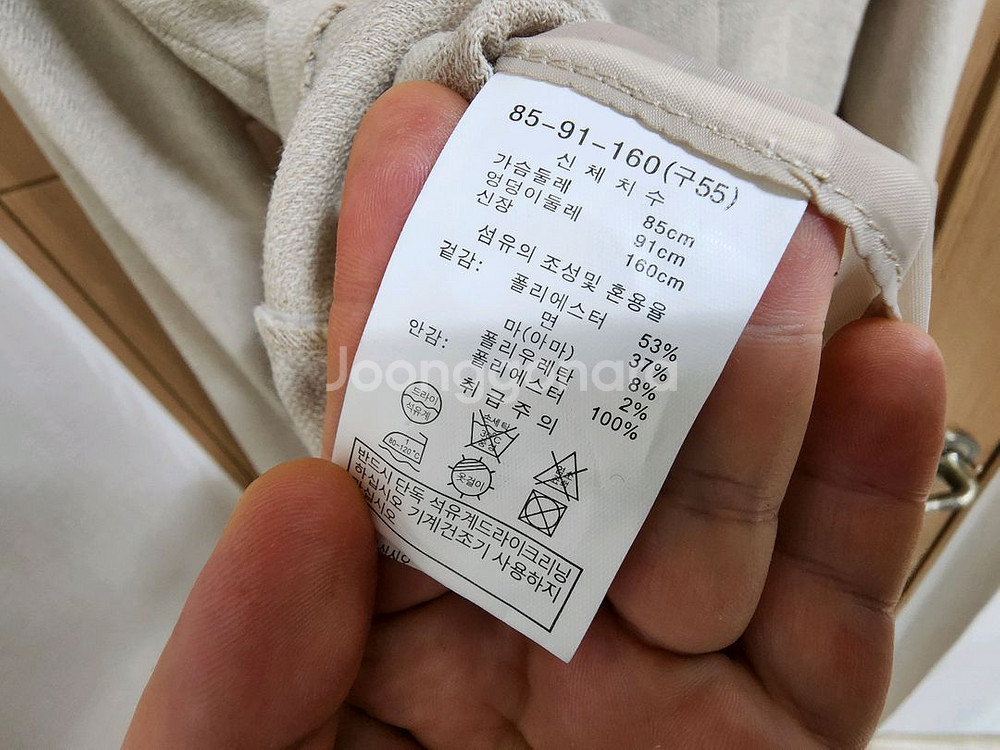 85-91-160(구55)
신 체 치 수
가슴둘레 85cm
엉덩이둘레 91cm
신장 160cm
섬유의 조성및 혼용율
겉감: 폴리에스터 53%
면 37%
마(아마) 8%
폴리우레탄 2%
안감: 폴리에스터 100%
취 급 주 의
드라이
석유계
손세탁
중성
80-120℃
옷걸이
반드시 단독 석유계드라이크리닝
하십시오 기계건조기 사용하지